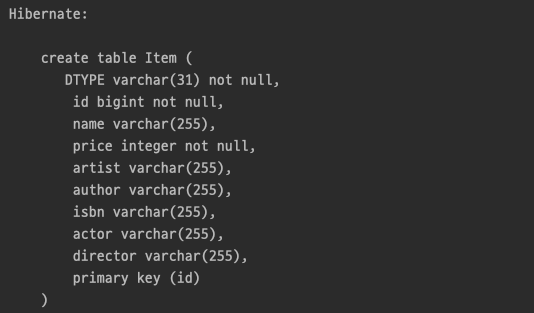 Hibernate:
create table Item (
DTYPE varchar(31) not null,
id bigint not null,
name varchar(255),
price integer not null,
artist varchar(255),
author varchar(255),
isbn varchar(255),
actor varchar(255),
director varchar(255),
primary key (id)
)